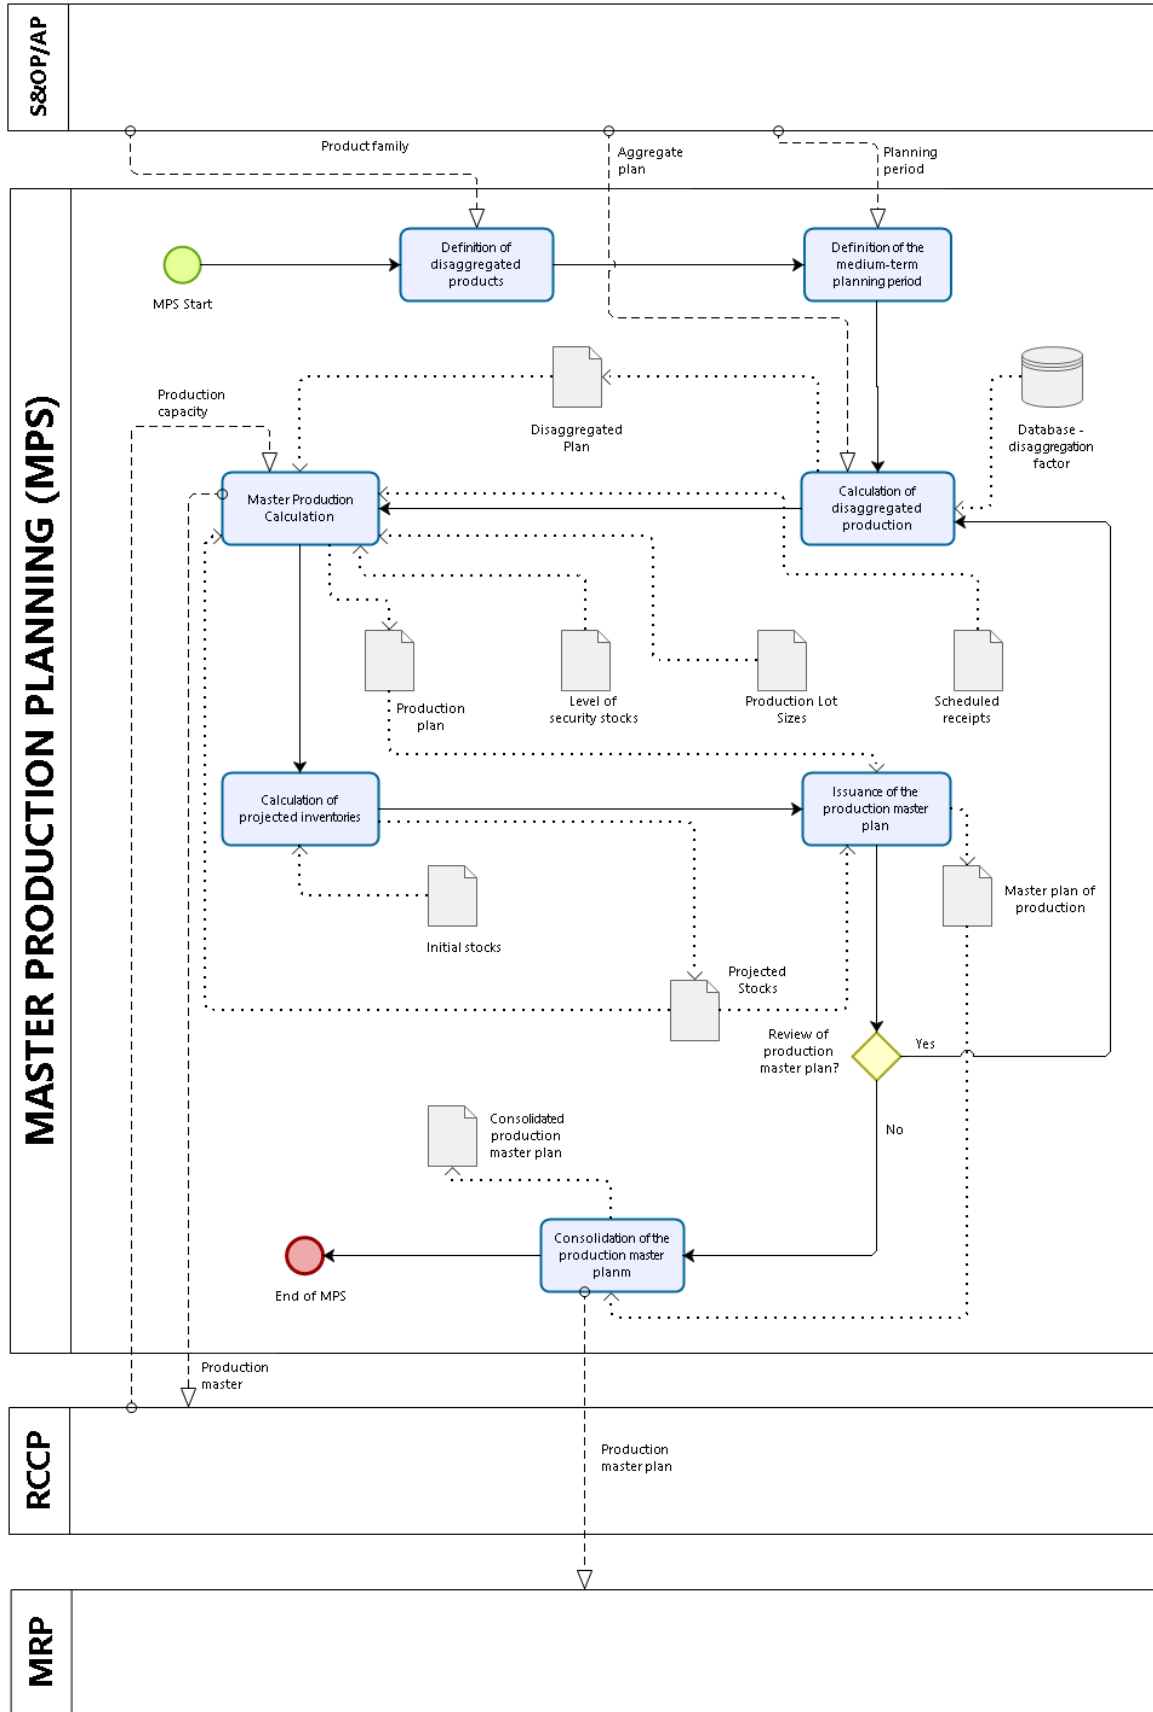 S&OP/AP
Product family
Aggregate
plan
Planning
period
MASTER PRODUCTION PLANNING (MPS)
MPS Start
Definition of
disaggregated
products
Definition of the
medium-term
planning period
Production
capacity
Disaggregated
Plan
Database -
disaggregation
factor
Master Production
Calculation
Calculation of
disaggregated
production
Production
plan
Level of
security stocks
Production Lot
Sizes
Scheduled
receipts
Calculation of
projected inventories
Issuance of the
production master
plan
Initial stocks
Master plan of
production
Projected
Stocks
Review of
production
master plan?
Yes
No
Consolidated
production
master plan
Consolidation of the
production master
planm
End of MPS
Production
master
RCCP
Production
master plan
MRP